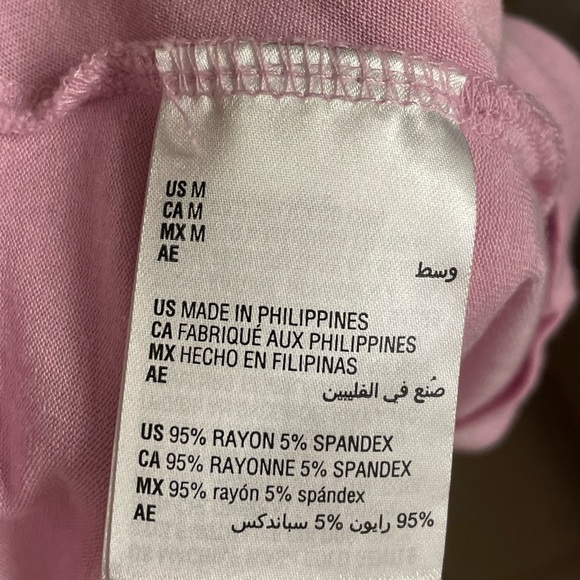 US M
CA M
MX M
AE وسط
US MADE IN PHILIPPINES
CA FABRIQUÉ AUX PHILIPPINES
MX HECHO EN FILIPINAS
AE صُنع في الفليبين
US 95% RAYON 5% SPANDEX
CA 95% RAYONNE 5% SPANDEX
MX 95% rayón 5% spándex
AE 95% رايون 5% سباندكس